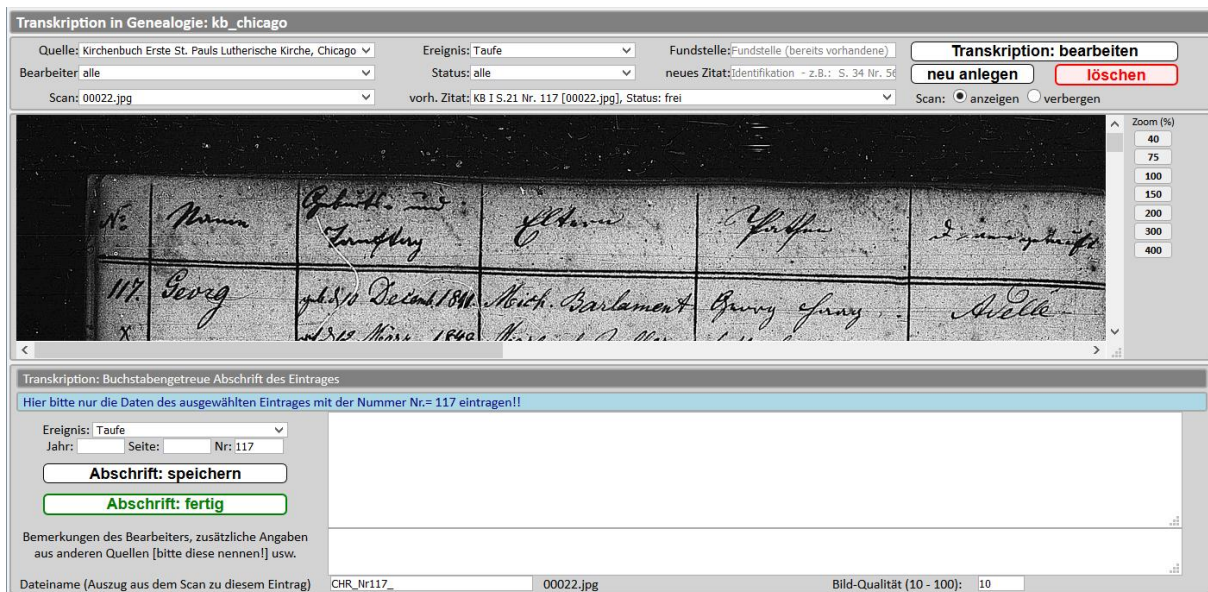 Transkription in Genealogie: kb_chicago
Quelle: Kirchenbuch Erste St. Pauls Lutherische Kirche, Chicago Ereignis: Taufe Fundstelle: Fundstelle (bereits vorhandene) Transkription: bearbeiten
Bearbeiter alle Status: alle neues Zitat: Identifikation - z.B.: S. 34 Nr. 56 neu anlegen löschen
Scan: 00022.jpg vorh. Zitat: KB I S.21 Nr. 117 [00022.jpg], Status: frei Scan: anzeigen verbergen
Zoom (%)
40
75
100
150
200
300
400
No Namen Geburts- und Eltern Pathen
Tauftag
117. Georg Mich. Barlament Georg
X
Transkription: Buchstabengetreue Abschrift des Eintrages
Hier bitte nur die Daten des ausgewählten Eintrages mit der Nummer Nr.= 117 eintragen!!
Ereignis: Taufe
Jahr: Seite: Nr: 117
Abschrift: speichern
Abschrift: fertig
Bemerkungen des Bearbeiters, zusätzliche Angaben
aus anderen Quellen [bitte diese nennen!] usw.
Dateiname (Auszug aus dem Scan zu diesem Eintrag) CHR_Nr117_ 00022.jpg Bild-Qualität (10 - 100): 10